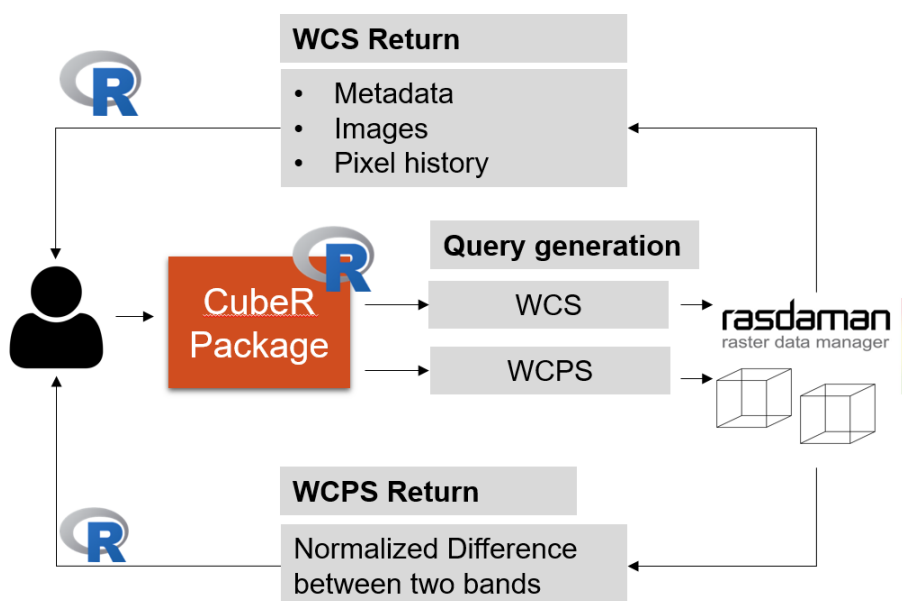 WCS Return
• Metadata
• Images
• Pixel history
R
R
Query generation
CubeR
Package
WCS
WCPS
rasdaman
raster data manager
WCPS Return
R
Normalized Difference
between two bands